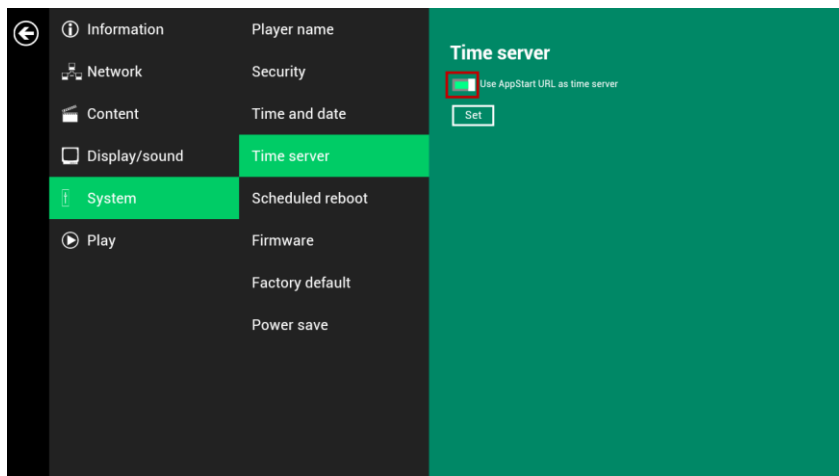 Information
Network
Content
Display/sound
System
Play
Player name
Security
Time and date
Time server
Scheduled reboot
Firmware
Factory default
Power save
Time server
Use AppStart URL as time server
Set